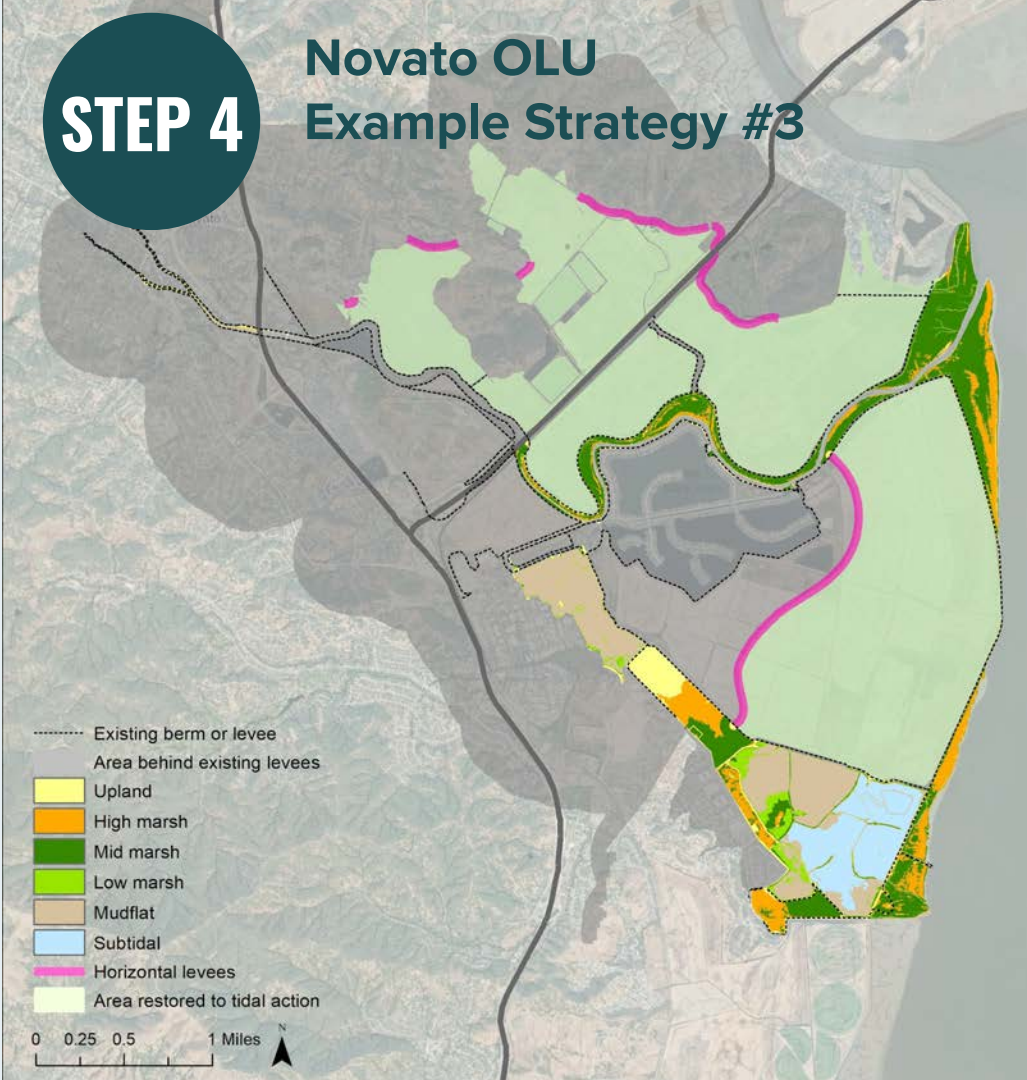 STEP 4
Novato OLU
Example Strategy #3
Existing berm or levee
Area behind existing levees
Upland
High marsh
Mid marsh
Low marsh
Mudflat
Subtidal
Horizontal levees
Area restored to tidal action
0 0.25 0.5 1 Miles
N